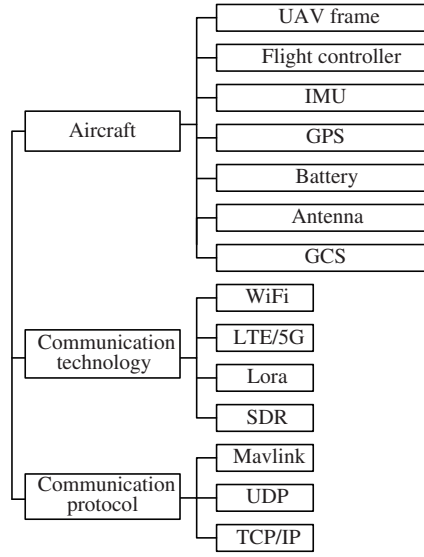 UAV frame
Flight controller
IMU
Aircraft
GPS
Battery
Antenna
GCS
WiFi
Communication
technology
LTE/5G
Lora
SDR
Communication
protocol
Mavlink
UDP
TCP/IP